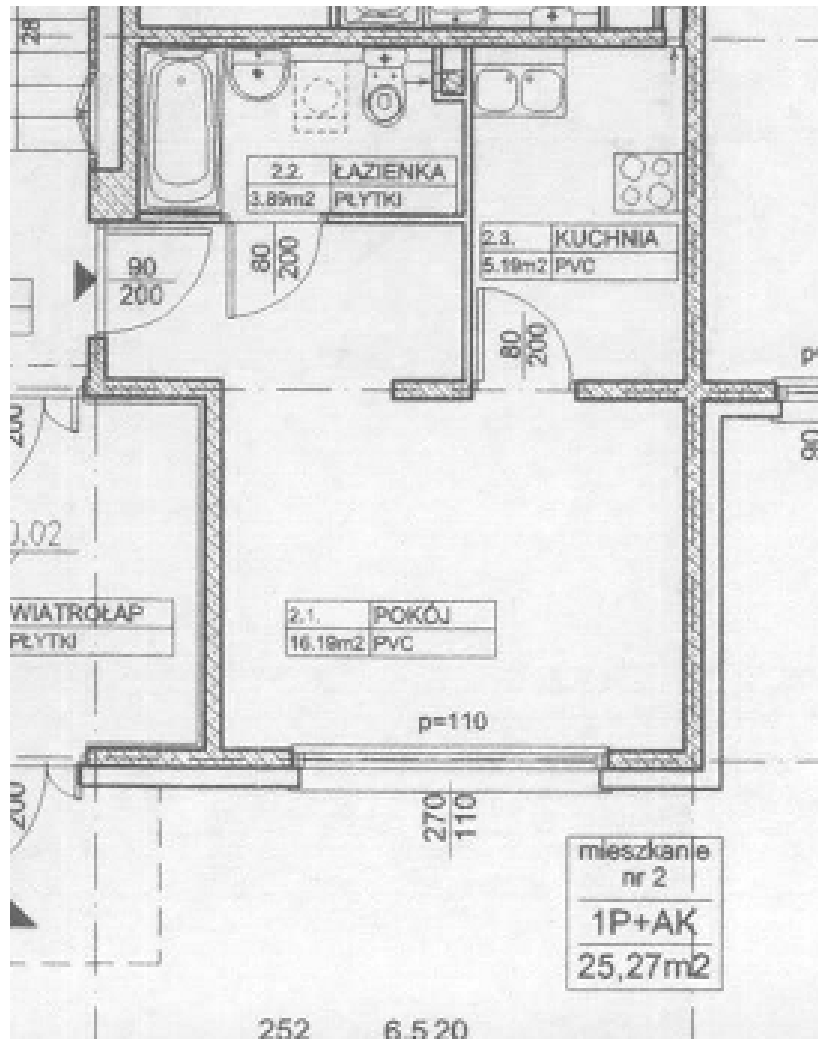 28
2.2. ŁAZIENKA
3.89m2 PŁYTKI
2.3. KUCHNIA
5.19m2 PVC
90
200
80
200
80
200
200
90
0.02
WIATROŁAP
PŁYTKI
2.1. POKÓJ
16.19m2 PVC
p=110
270
110
200
mieszkanie
nr 2
1P+AK
25,27m2
252 6.520